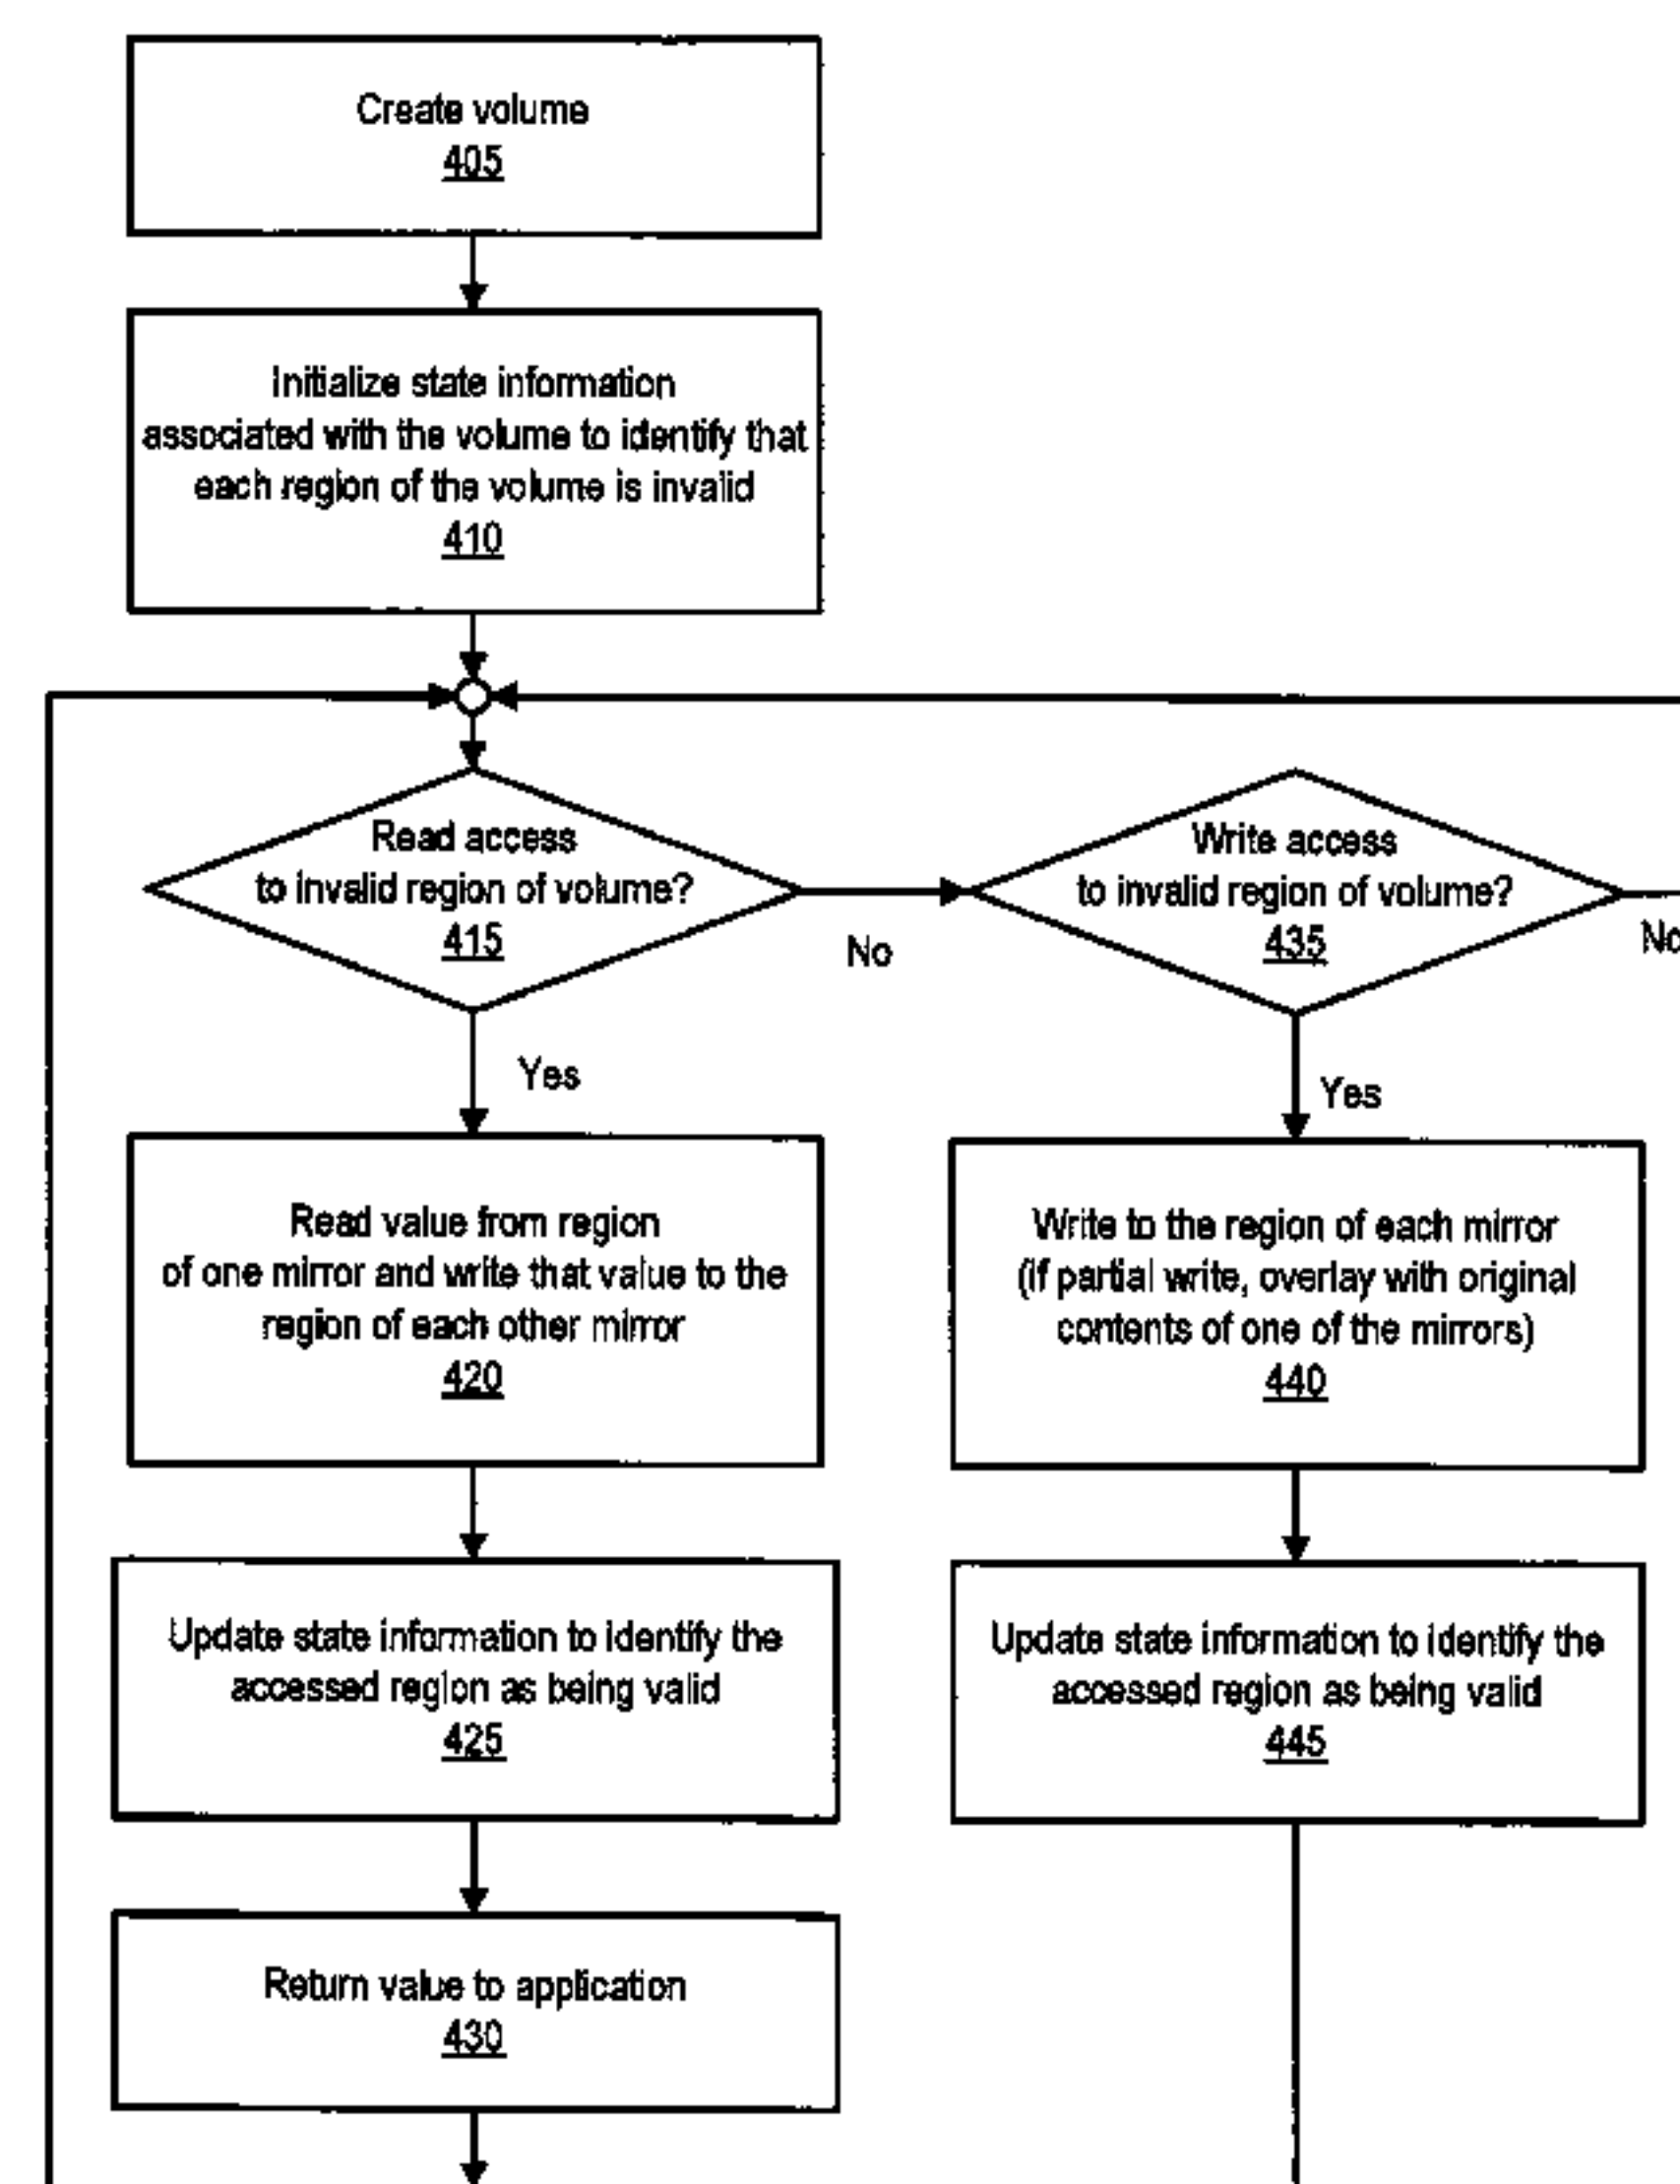 Create volume
405
Initialize state information
associated with the volume to identify that
each region of the volume is invalid
410
Read access
to invalid region of volume?
415
No
Write access
to invalid region of volume?
435
No
Yes
Yes
Read value from region
of one mirror and write that value to the
region of each other mirror
420
Write to the region of each mirror
(if partial write, overlay with original
contents of one of the mirrors)
440
Update state information to identify the
accessed region as being valid
425
Update state information to identify the
accessed region as being valid
445
Return value to application
430